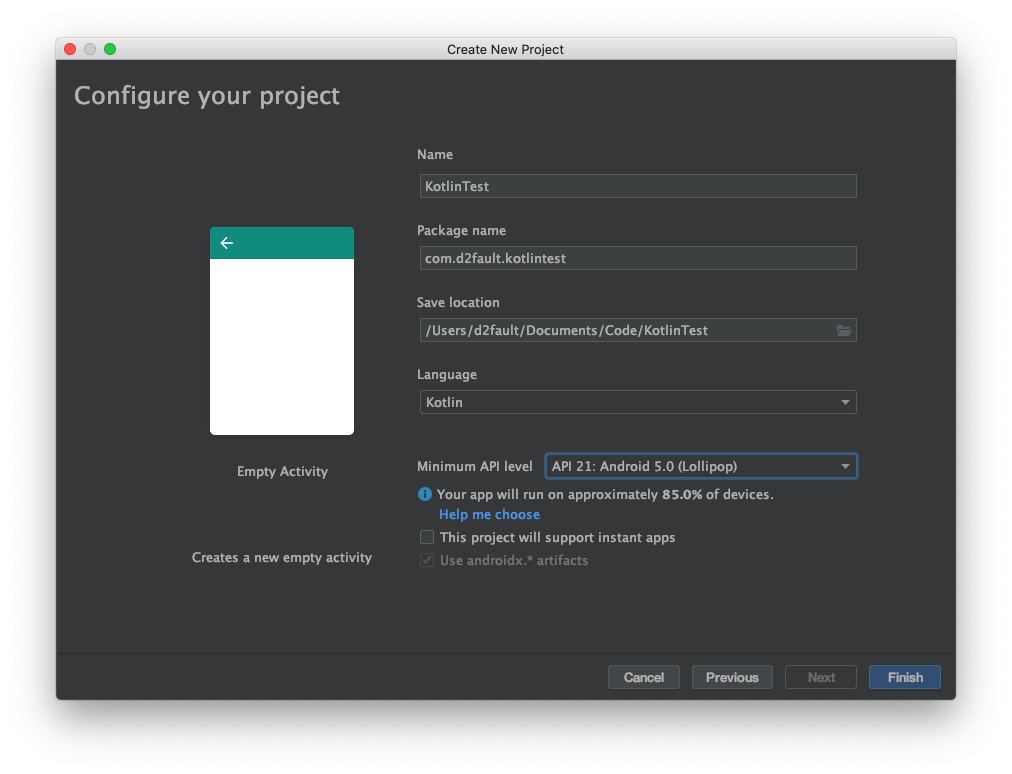 Create New Project
Configure your project
Name
KotlinTest
Package name
com.d2fault.kotlintest
Save location
/Users/d2fault/Documents/Code/KotlinTest
Language
Kotlin
Empty Activity
Minimum API level
API 21: Android 5.0 (Lollipop)
Your app will run on approximately 85.0% of devices.
Help me choose
This project will support instant apps
Creates a new empty activity
Use androidx.* artifacts
Cancel
Previous
Next
Finish